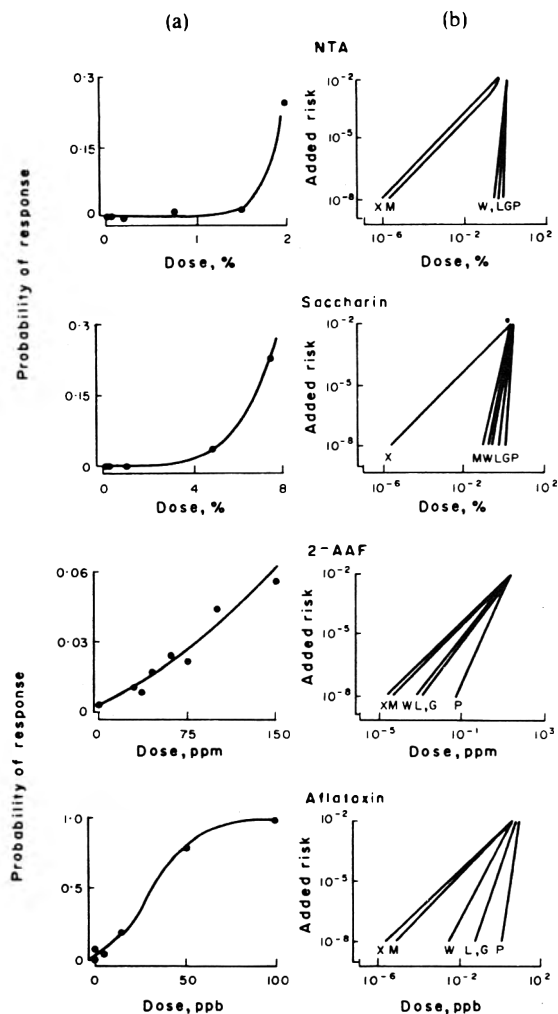 (a) (b)
NTA
Probability of response
0.3
0.15
0
0 1 2
Dose, %
Added risk
10-2
10-5
10-8
X M W, LGP
10-6 10-2 102
Dose, %
Saccharin
0.3
0.15
0
0 4 8
Dose, %
Added risk
10-2
10-5
10-8
X MWLGP
10-6 10-2 102
Dose, %
2-AAF
Probability of response
0.06
0.03
0
0 75 150
Dose, ppm
Added risk
10-2
10-5
10-8
XM WL,G P
10-5 10-1 103
Dose, ppm
Aflatoxin
1.0
0.5
0
0 50 100
Dose, ppb
Added risk
10-2
10-5
10-8
X M W L,G P
10-6 10-2 102
Dose, ppb